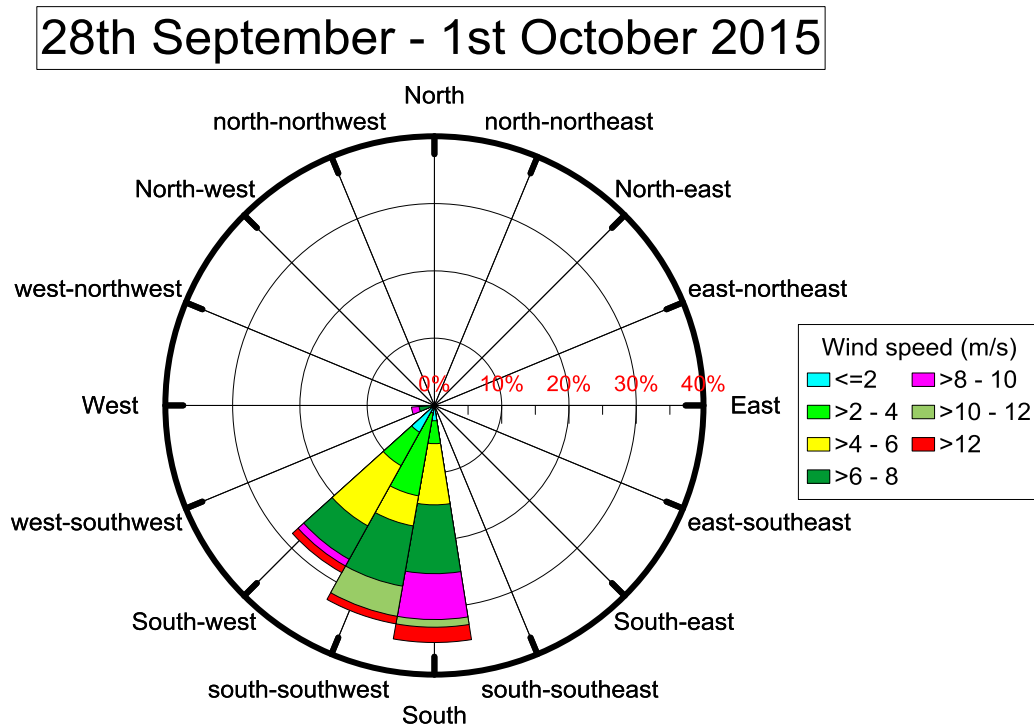 28th September - 1st October 2015
North
north-northwest
north-northeast
North-west
North-east
west-northwest
east-northeast
Wind speed (m/s)
0% 10% 20% 30% 40%
<=2
>8 - 10
West
East
>2 - 4
>10 - 12
>4 - 6
>12
>6 - 8
west-southwest
east-southeast
South-west
South-east
south-southwest
south-southeast
South